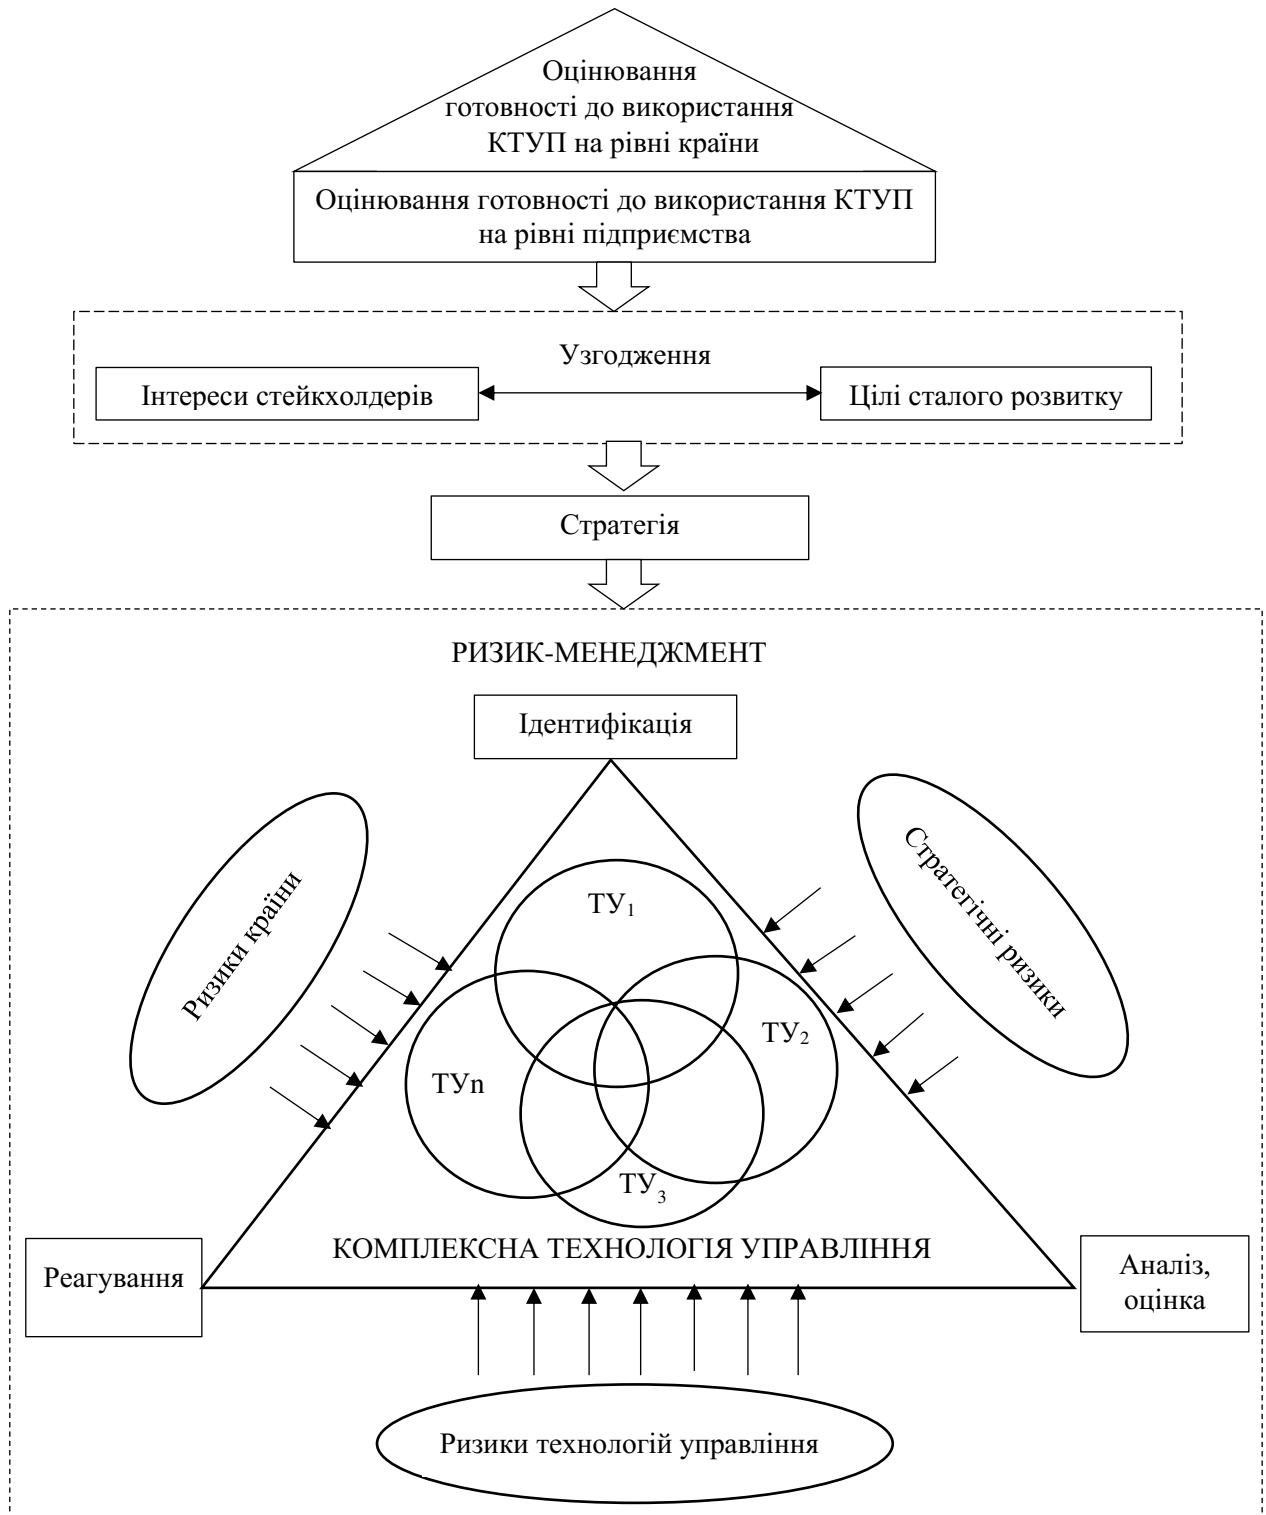 Оцінювання
готовності до використання
КТУП на рівні країни
Оцінювання готовності до використання КТУП
на рівні підприємства
Узгодження
Інтереси стейкхолдерів
Цілі сталого розвитку
Стратегія
РИЗИК-МЕНЕДЖМЕНТ
Ідентифікація
Ризики країни
Стратегічні ризики
ТУ1
ТУ2
ТУn
ТУ3
КОМПЛЕКСНА ТЕХНОЛОГІЯ УПРАВЛІННЯ
Реагування
Аналіз,
оцінка
Ризики технологій управління